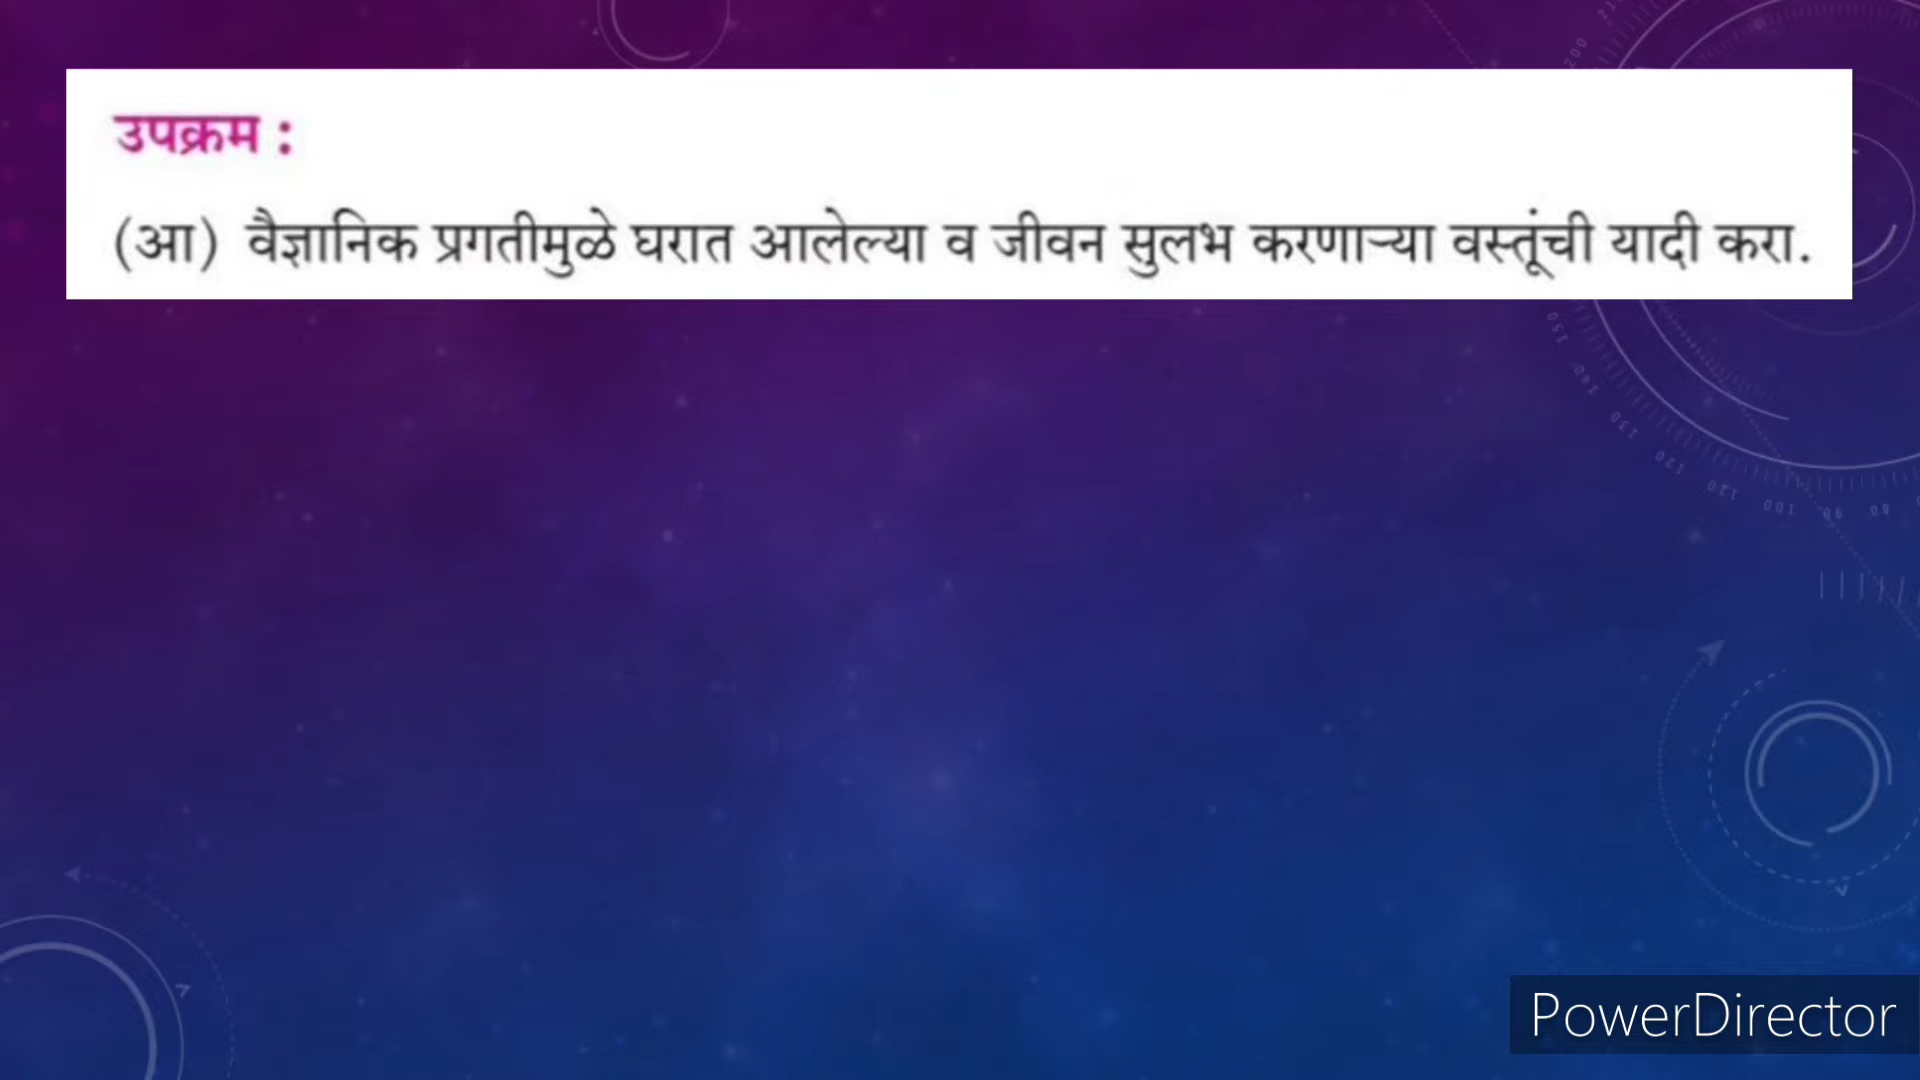 उपक्रम :
(आ) वैज्ञानिक प्रगतीमुळे घरात आलेल्या व जीवन सुलभ करणाऱ्या वस्तूंची यादी करा.
PowerDirector